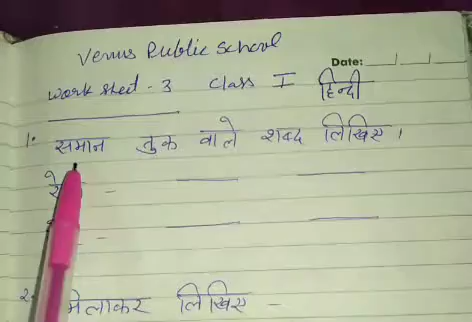 Venus Public School
Date:
Work Sheet - 3 Class I हिन्दी
1. समान तुक वाले शब्द लिखिए ।
2. मेलाकर लिखिए -